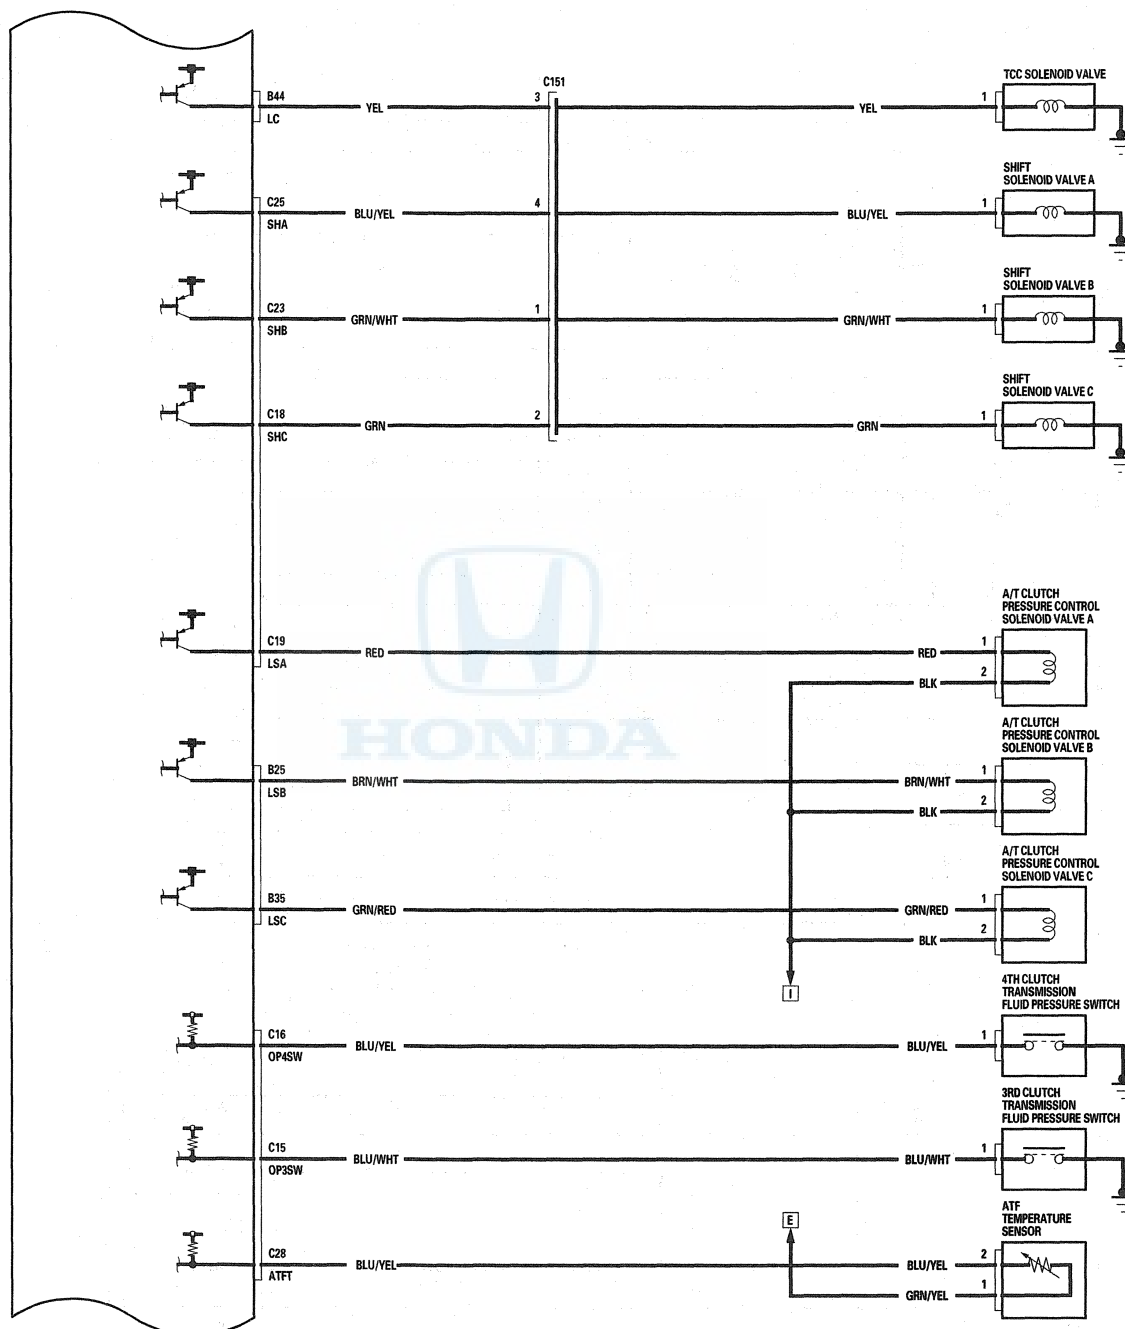 C151
TCC SOLENOID VALVE
B44
LC
YEL
3
YEL
1
SHIFT
SOLENOID VALVE A
C25
SHA
BLU/YEL
4
BLU/YEL
1
SHIFT
SOLENOID VALVE B
C23
SHB
GRN/WHT
1
GRN/WHT
1
SHIFT
SOLENOID VALVE C
C18
SHC
GRN
2
GRN
1
HONDA
A/T CLUTCH
PRESSURE CONTROL
SOLENOID VALVE A
C19
LSA
RED
RED
1
BLK
2
A/T CLUTCH
PRESSURE CONTROL
SOLENOID VALVE B
B25
LSB
BRN/WHT
BRN/WHT
1
BLK
2
A/T CLUTCH
PRESSURE CONTROL
SOLENOID VALVE C
B35
LSC
GRN/RED
GRN/RED
1
BLK
2
I
4TH CLUTCH
TRANSMISSION
FLUID PRESSURE SWITCH
C16
OP4SW
BLU/YEL
BLU/YEL
1
3RD CLUTCH
TRANSMISSION
FLUID PRESSURE SWITCH
C15
OP3SW
BLU/WHT
BLU/WHT
1
E
ATF
TEMPERATURE
SENSOR
C28
ATFT
BLU/YEL
BLU/YEL
2
GRN/YEL
1